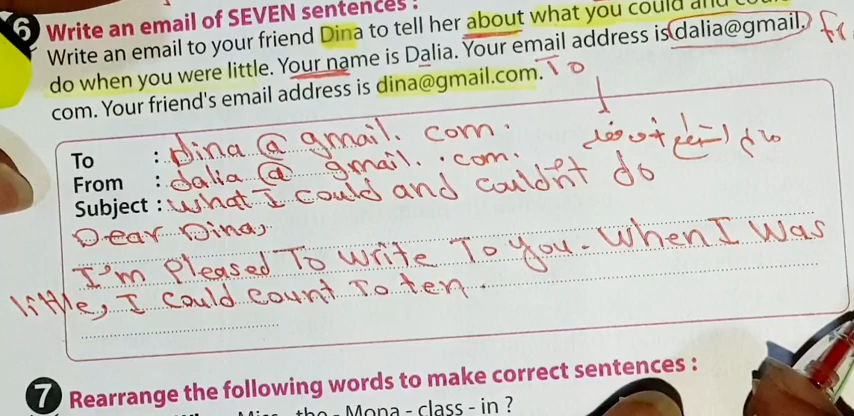 6 Write an email of SEVEN sentences :
Write an email to your friend Dina to tell her about what you could and
do when you were little. Your name is Dalia. Your email address is dalia@gmail.
com. Your friend's email address is dina@gmail.com. To
To : dina@gmail.com.
From : dalia@gmail.com.
Subject : what I could and couldn't do
Dear Dina,
I'm pleased To write To you. When I was
little, I could count To ten.
7 Rearrange the following words to make correct sentences :
the - Mona - class - in ?